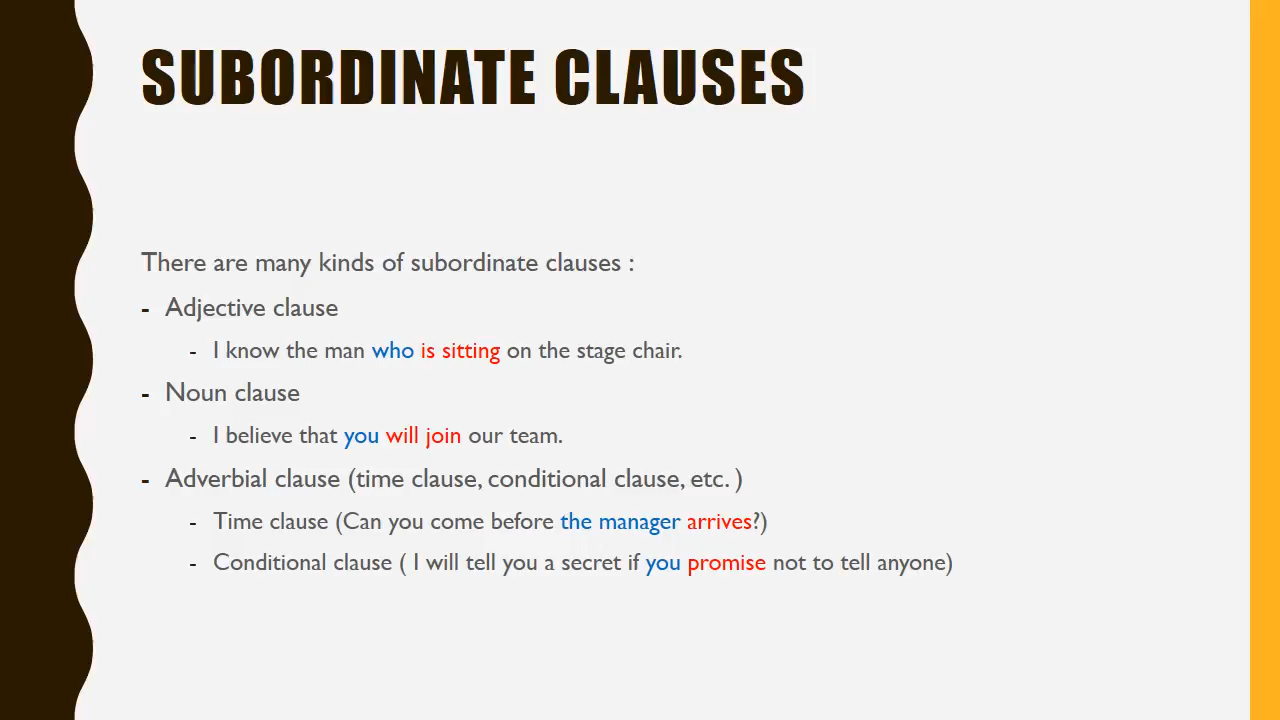 SUBORDINATE CLAUSES
There are many kinds of subordinate clauses :
- Adjective clause
- I know the man who is sitting on the stage chair.
- Noun clause
- I believe that you will join our team.
- Adverbial clause (time clause, conditional clause, etc. )
- Time clause (Can you come before the manager arrives?)
- Conditional clause ( I will tell you a secret if you promise not to tell anyone)